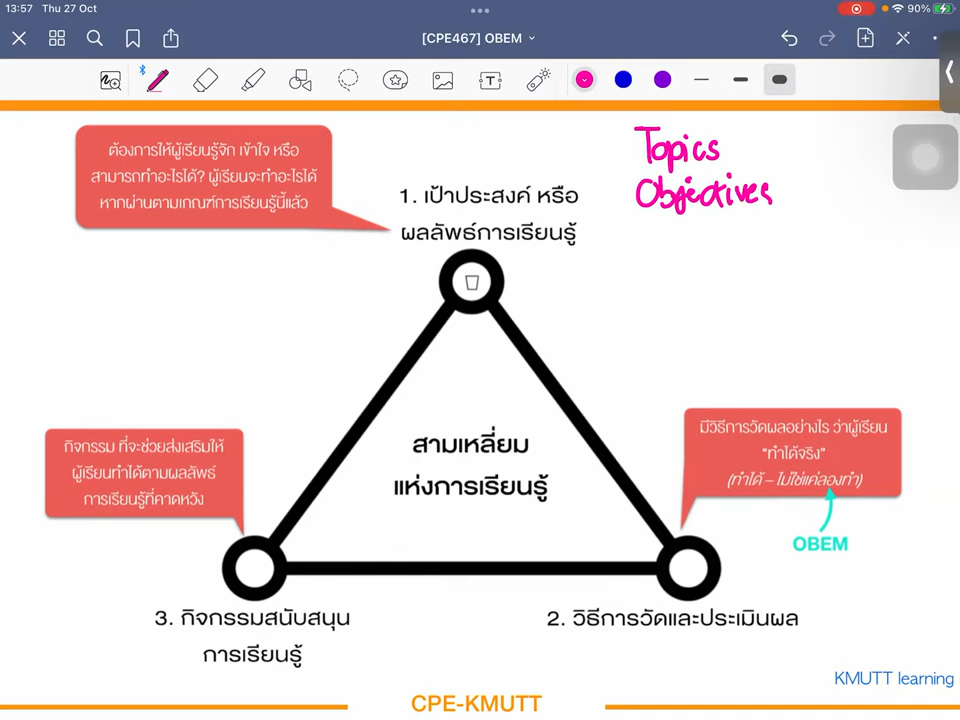 13:57 Thu 27 Oct
90%
[CPE467] OBEM
ต้องการให้ผู้เรียนรู้จัก เข้าใจ หรือ
สามารถทำอะไรได้? ผู้เรียนจะทำอะไรได้
หากผ่านตามเกณฑ์การเรียนรู้นี้แล้ว
Topics
Objectives
1. เป้าประสงค์ หรือ
ผลลัพธ์การเรียนรู้
สามเหลี่ยม
แห่งการเรียนรู้
กิจกรรม ที่จะช่วยส่งเสริมให้
ผู้เรียนทำได้ตามผลลัพธ์
การเรียนรู้ที่คาดหวัง
มีวิธีการวัดผลอย่างไร ว่าผู้เรียน
“ทำได้จริง”
(ทำได้ – ไม่ใช่แค่ลองทำ)
OBEM
3. กิจกรรมสนับสนุน
การเรียนรู้
2. วิธีการวัดและประเมินผล
KMUTT learning
CPE-KMUTT